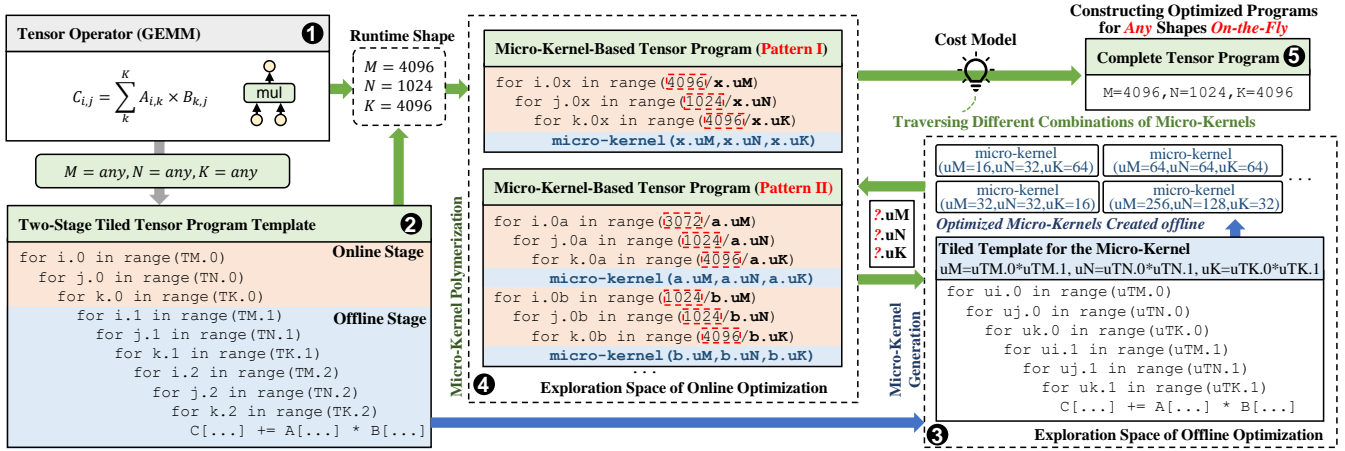 Tensor Operator (GEMM)
1
C_{i,j} = \sum_{k}^{K} A_{i,k} × B_{k,j}
mul
M = any, N = any, K = any
Two-Stage Tiled Tensor Program Template
2
Online Stage
for i.0 in range(TM.0)
for j.0 in range(TN.0)
for k.0 in range(TK.0)
Offline Stage
for i.1 in range(TM.1)
for j.1 in range(TN.1)
for k.1 in range(TK.1)
for i.2 in range(TM.2)
for j.2 in range(TN.2)
for k.2 in range(TK.2)
C[...] += A[...] * B[...]
Runtime Shape
M = 4096
N = 1024
K = 4096
Micro-Kernel Polymerization
Micro-Kernel-Based Tensor Program (Pattern I)
for i.0x in range(4096/x.uM)
for j.0x in range(1024/x.uN)
for k.0x in range(4096/x.uK)
micro-kernel(x.uM,x.uN,x.uK)
Micro-Kernel-Based Tensor Program (Pattern II)
for i.0a in range(3072/a.uM)
for j.0a in range(1024/a.uN)
for k.0a in range(4096/a.uK)
micro-kernel(a.uM,a.uN,a.uK)
for i.0b in range(1024/b.uM)
for j.0b in range(1024/b.uN)
for k.0b in range(4096/b.uK)
micro-kernel(b.uM,b.uN,b.uK)
...
4
Exploration Space of Online Optimization
Cost Model
Constructing Optimized Programs
for Any Shapes On-the-Fly
Complete Tensor Program
5
M=4096,N=1024,K=4096
Traversing Different Combinations of Micro-Kernels
micro-kernel
(uM=16,uN=32,uK=64)
micro-kernel
(uM=64,uN=64,uK=64)
micro-kernel
(uM=32,uN=32,uK=16)
micro-kernel
(uM=256,uN=128,uK=32)
...
Optimized Micro-Kernels Created offline
?.uM
?.uN
?.uK
Micro-Kernel
Generation
Tiled Template for the Micro-Kernel
uM=uTM.0*uTM.1, uN=uTN.0*uTN.1, uK=uTK.0*uTK.1
for ui.0 in range(uTM.0)
for uj.0 in range(uTN.0)
for uk.0 in range(uTK.0)
for ui.1 in range(uTM.1)
for uj.1 in range(uTN.1)
for uk.1 in range(uTK.1)
C[...] += A[...] * B[...]
3
Exploration Space of Offline Optimization